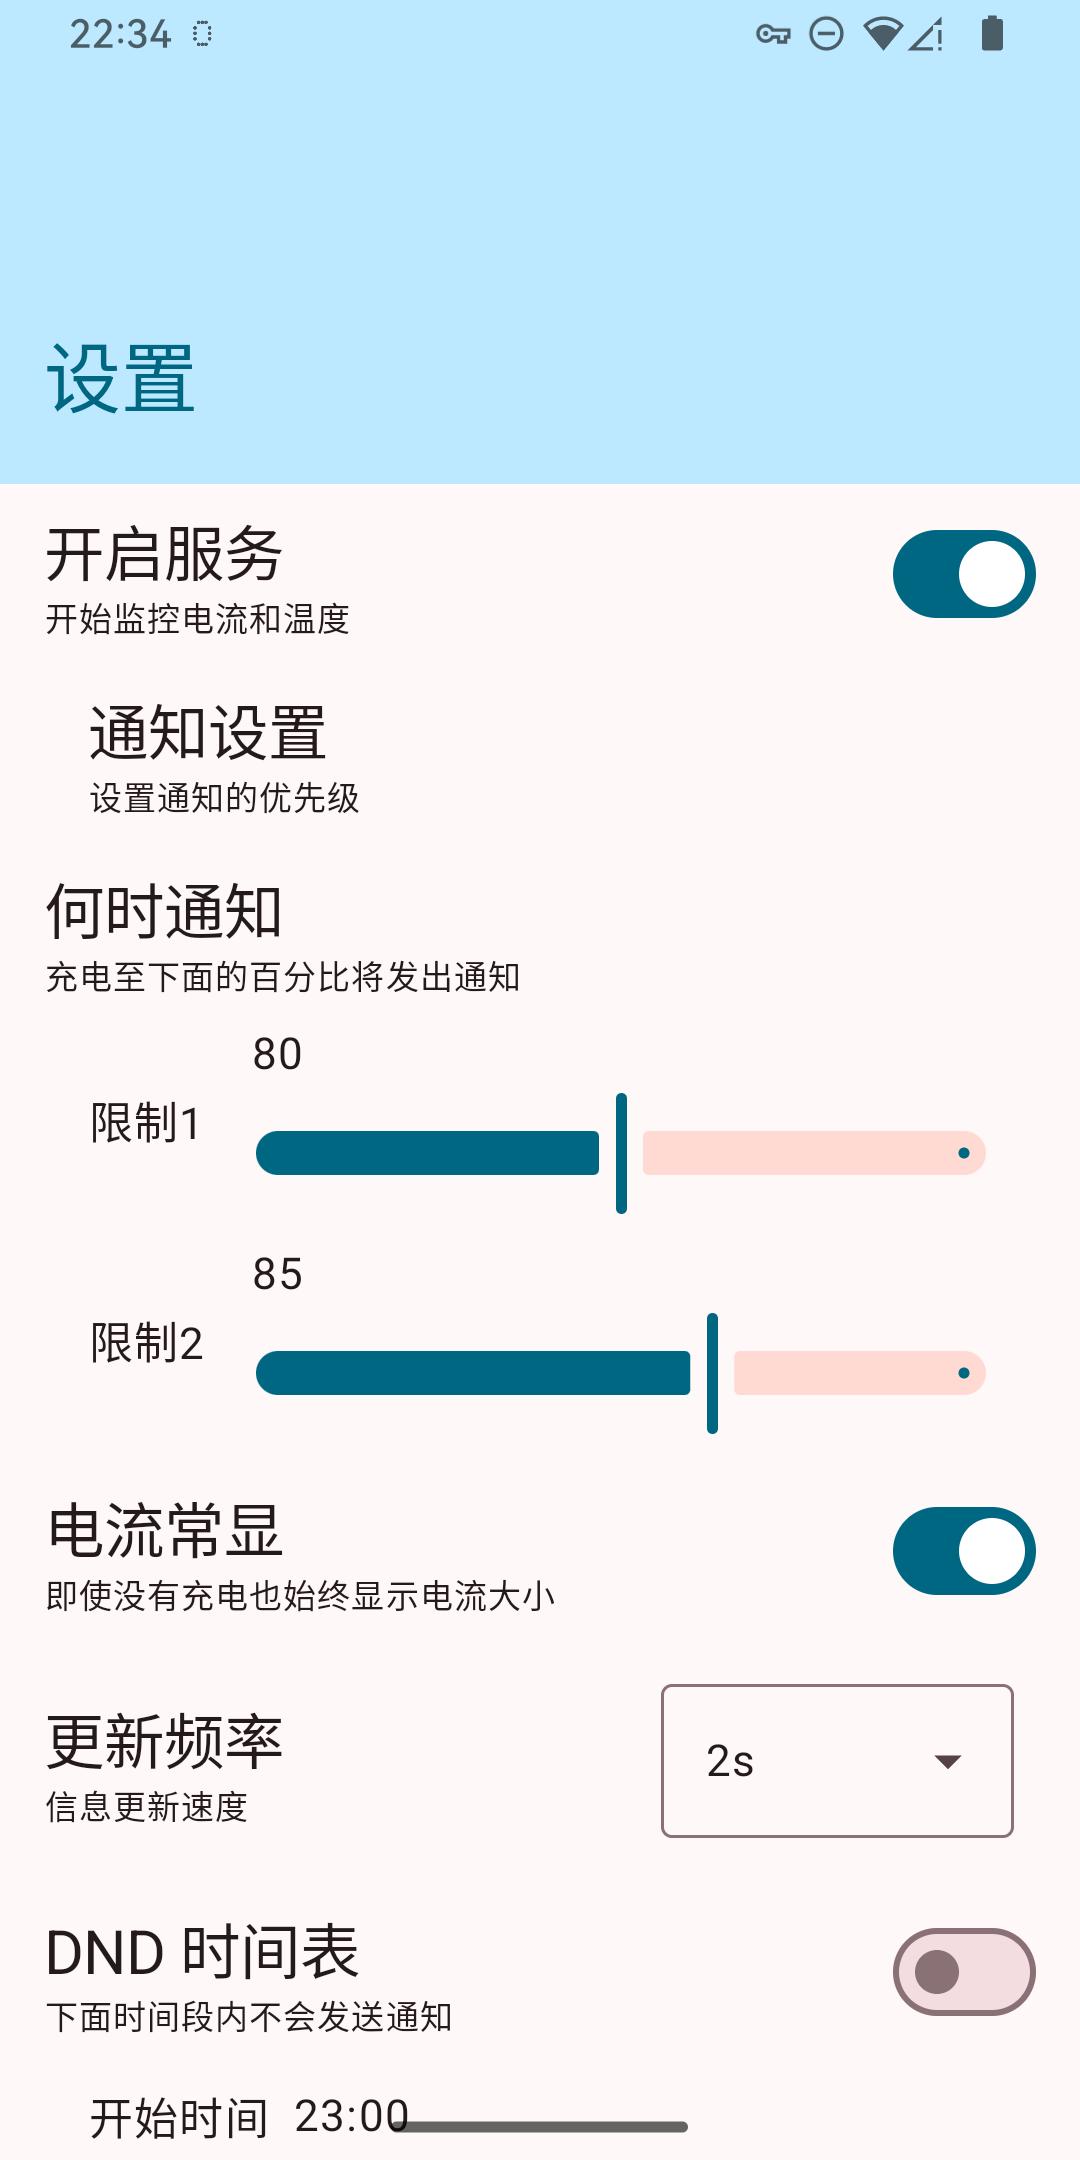 22:34
设置
开启服务
开始监控电流和温度
通知设置
设置通知的优先级
何时通知
充电至下面的百分比将发出通知
80
限制1
85
限制2
电流常显
即使没有充电也始终显示电流大小
更新频率
信息更新速度
2s
DND 时间表
下面时间段内不会发送通知
开始时间 23:00